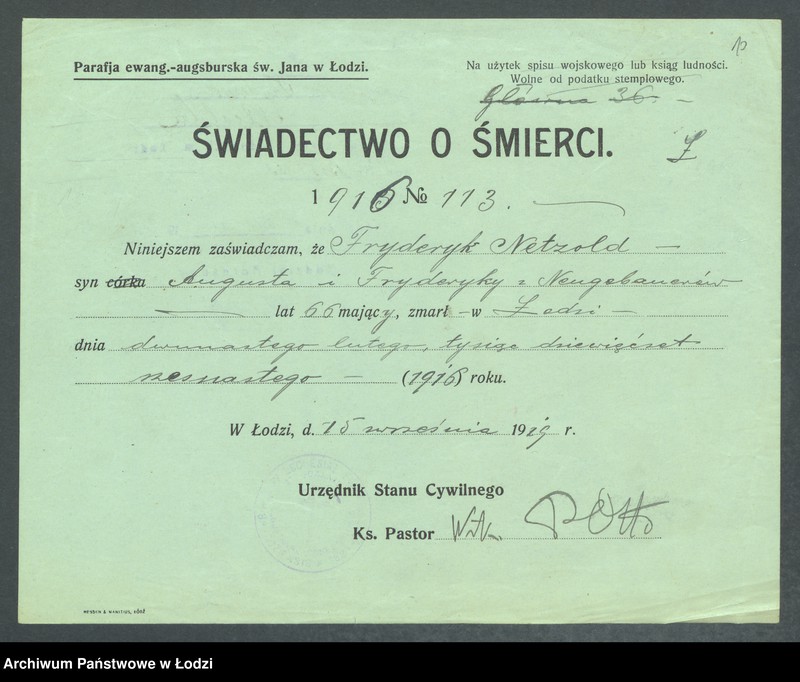 Parafja ewang.-augsburska św. Jana w Łodzi.
Na użytek spisu wojskowego lub ksiąg ludności.
Wolne od podatku stemplowego.
Główna 36. -
ŚWIADECTWO O ŚMIERCI.
Ł
1916 № 113.
Niniejszem zaświadczam, że Fryderyk Netzold —
syn córka Augusta i Fryderyky z Neugebauerów
— lat 66 mający, zmarł - w Łodzi —
dnia dwunastego lutego, tysiąc dziewięćset
szesnastego — (1916) roku.
W Łodzi, d. 15 września 1919 r.
Urzędnik Stanu Cywilnego
Ks. Pastor P Otto
Archiwum Państwowe w Łodzi